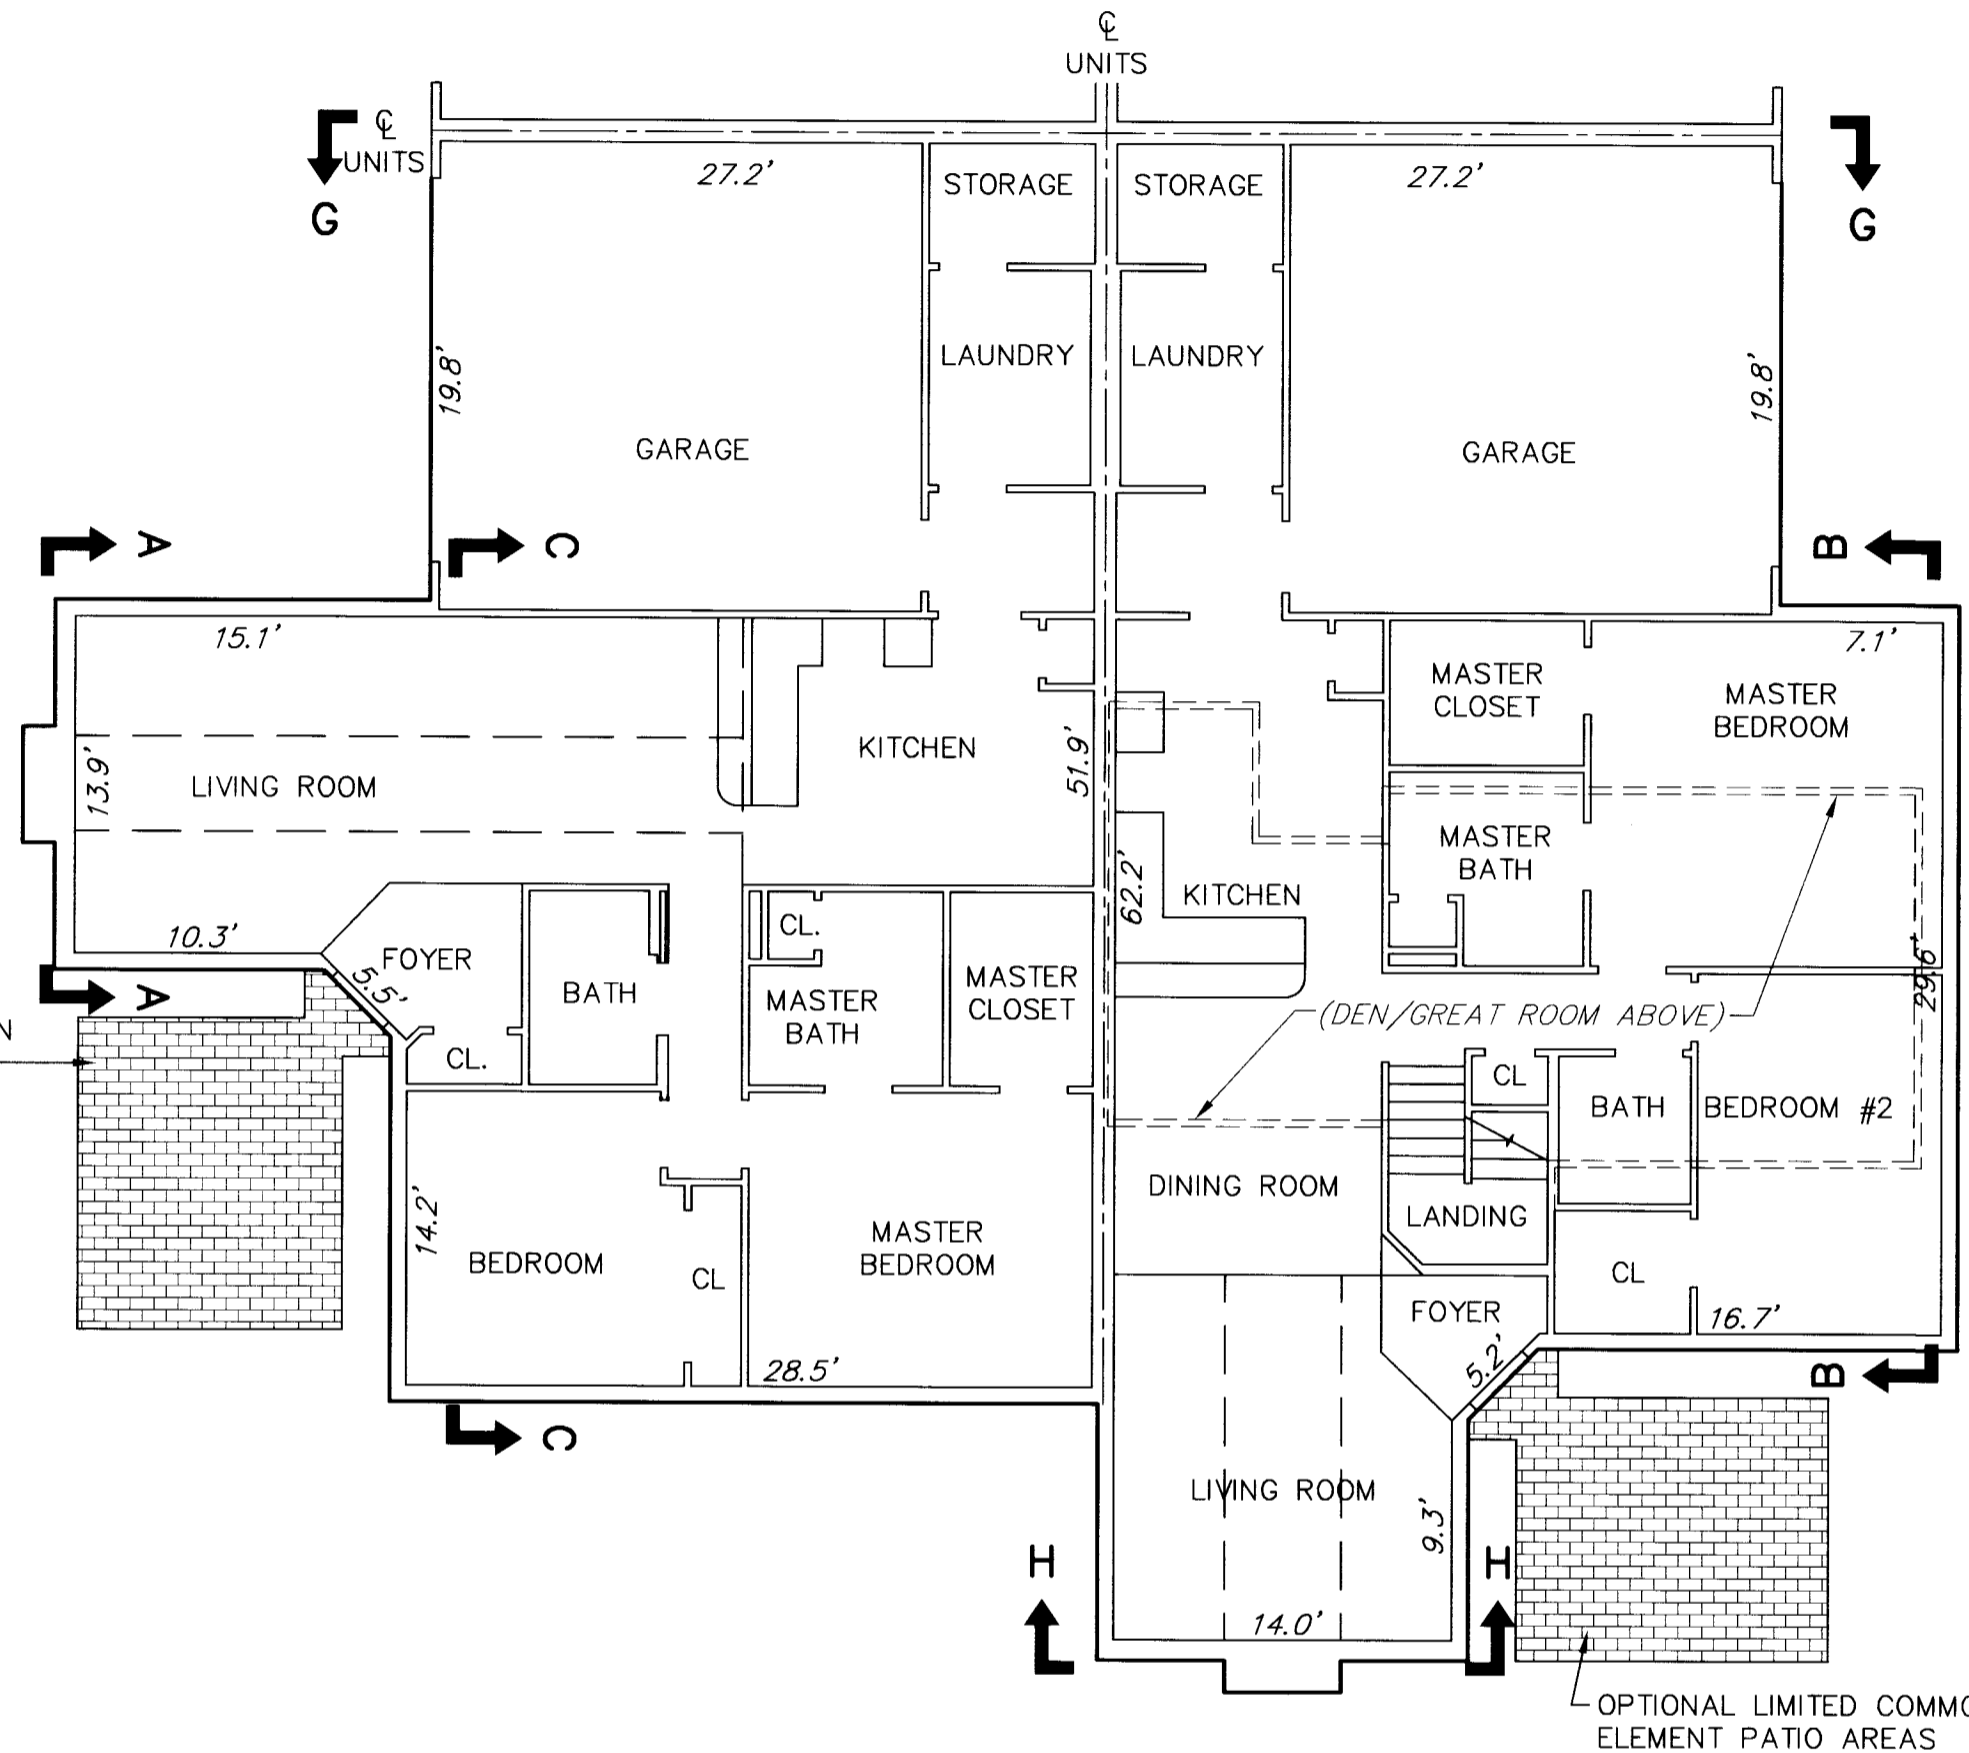 ℄
UNITS
℄
UNITS
G
G
27.2'
STORAGE
STORAGE
27.2'
19.8'
LAUNDRY
LAUNDRY
19.8'
GARAGE
GARAGE
A
C
B
15.1'
7.1'
MASTER
CLOSET
MASTER
BEDROOM
KITCHEN
51.9'
13.9'
LIVING ROOM
MASTER
BATH
62.2'
KITCHEN
CL.
10.3'
FOYER
5.5'
BATH
MASTER
BATH
MASTER
CLOSET
29.6'
A
N
(DEN/GREAT ROOM ABOVE)
CL.
CL
BATH
BEDROOM #2
DINING ROOM
14.2'
LANDING
BEDROOM
CL
MASTER
BEDROOM
CL
FOYER
16.7'
28.5'
5.2'
B
C
LIVING ROOM
9.3'
H
H
14.0'
OPTIONAL LIMITED COMMO
ELEMENT PATIO AREAS